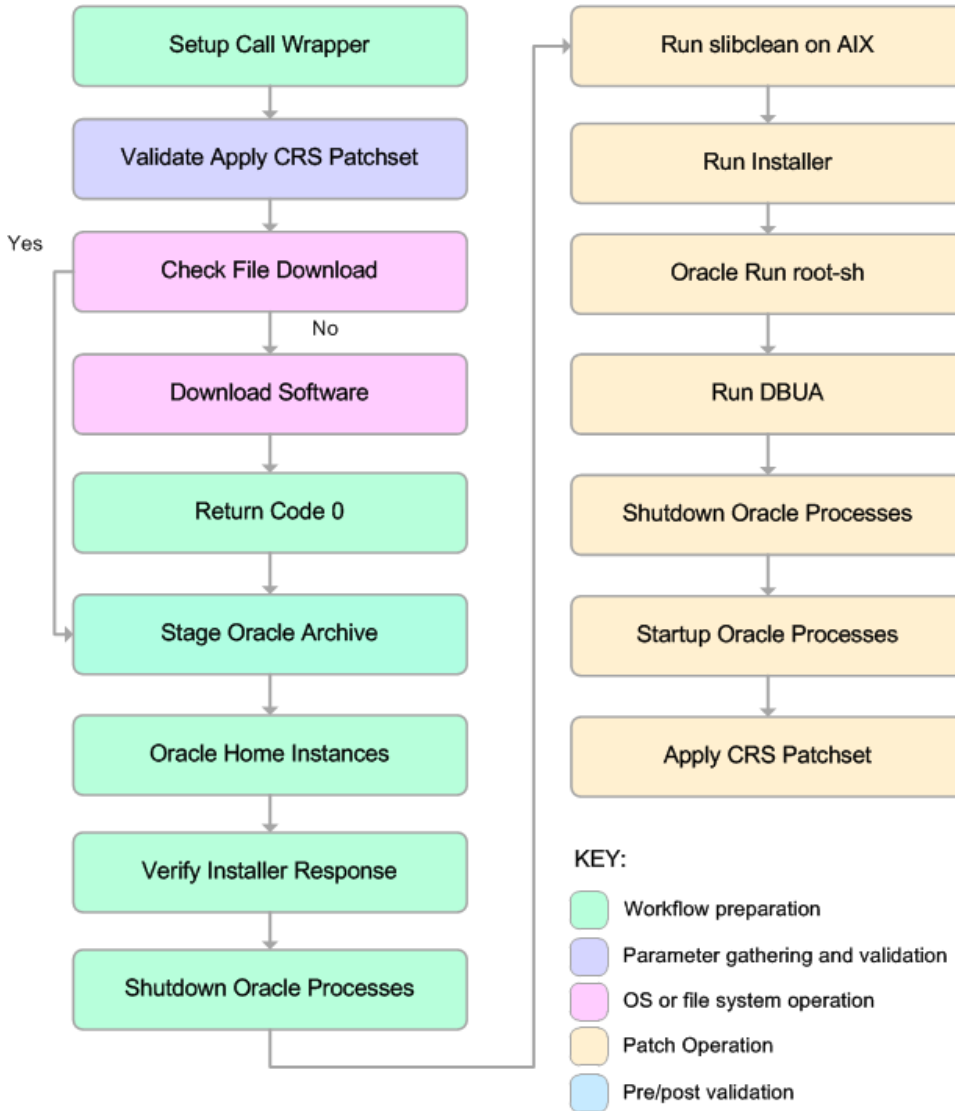 Setup Call Wrapper
Validate Apply CRS Patchset
Yes
Check File Download
No
Download Software
Return Code 0
Stage Oracle Archive
Oracle Home Instances
Verify Installer Response
Shutdown Oracle Processes
Run slibclean on AIX
Run Installer
Oracle Run root-sh
Run DBUA
Shutdown Oracle Processes
Startup Oracle Processes
Apply CRS Patchset
KEY:
Workflow preparation
Parameter gathering and validation
OS or file system operation
Patch Operation
Pre/post validation